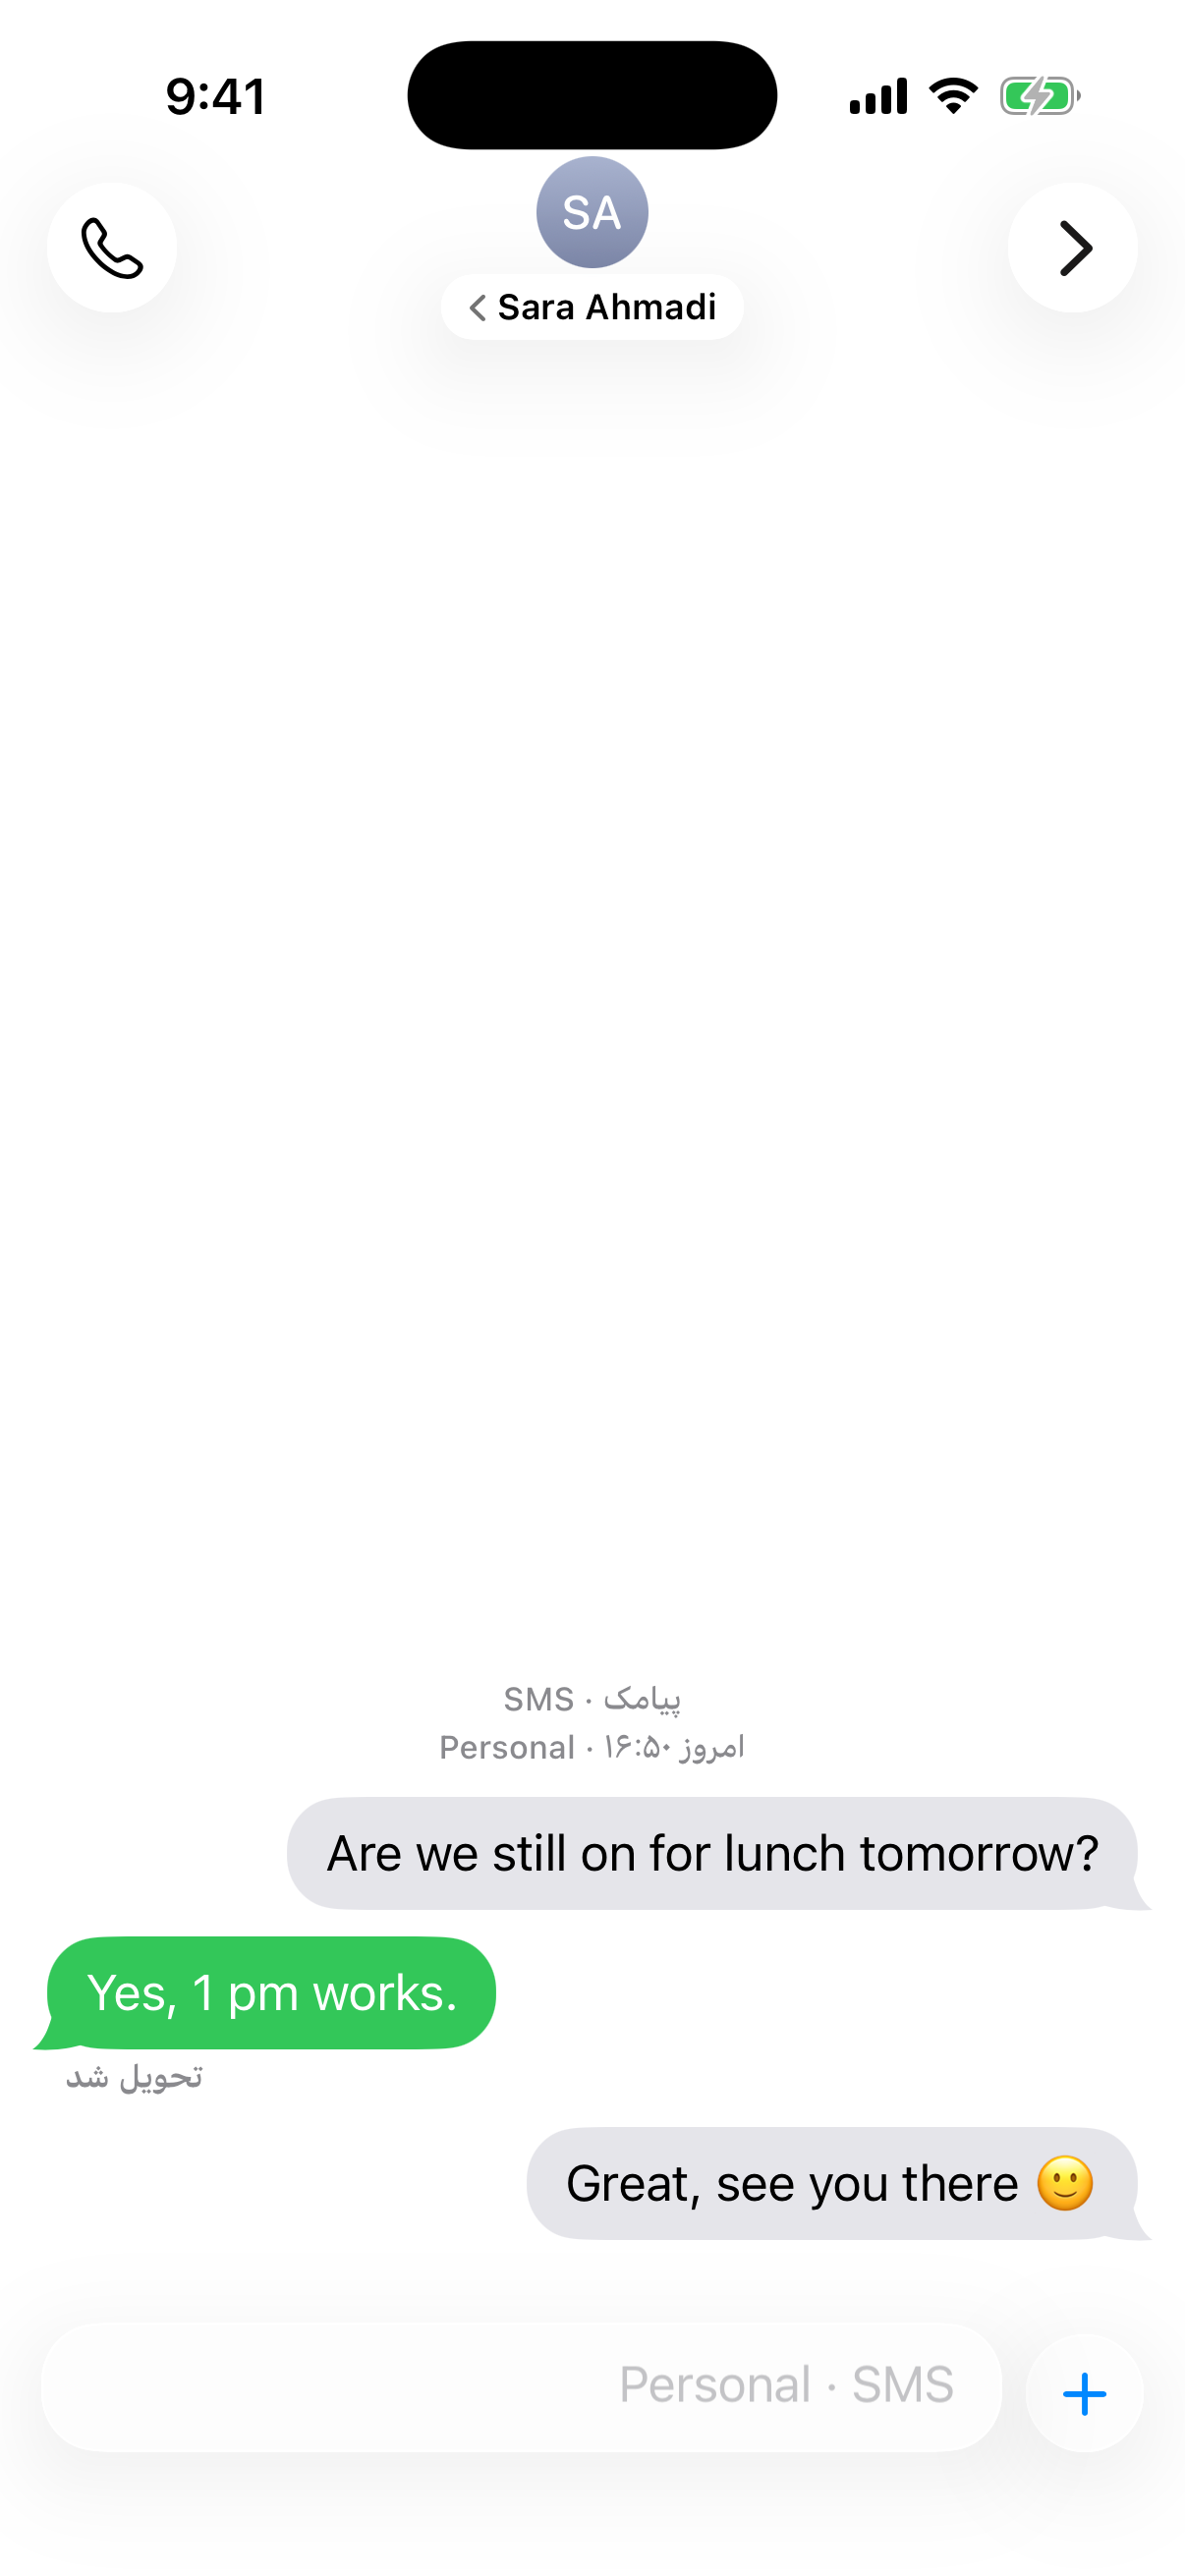 9:41
SA
Sara Ahmadi
SMS · پیامک
Personal · امروز ۱۶:۵۰
Are we still on for lunch tomorrow?
Yes, 1 pm works.
تحویل شد
Great, see you there 🙂
Personal · SMS